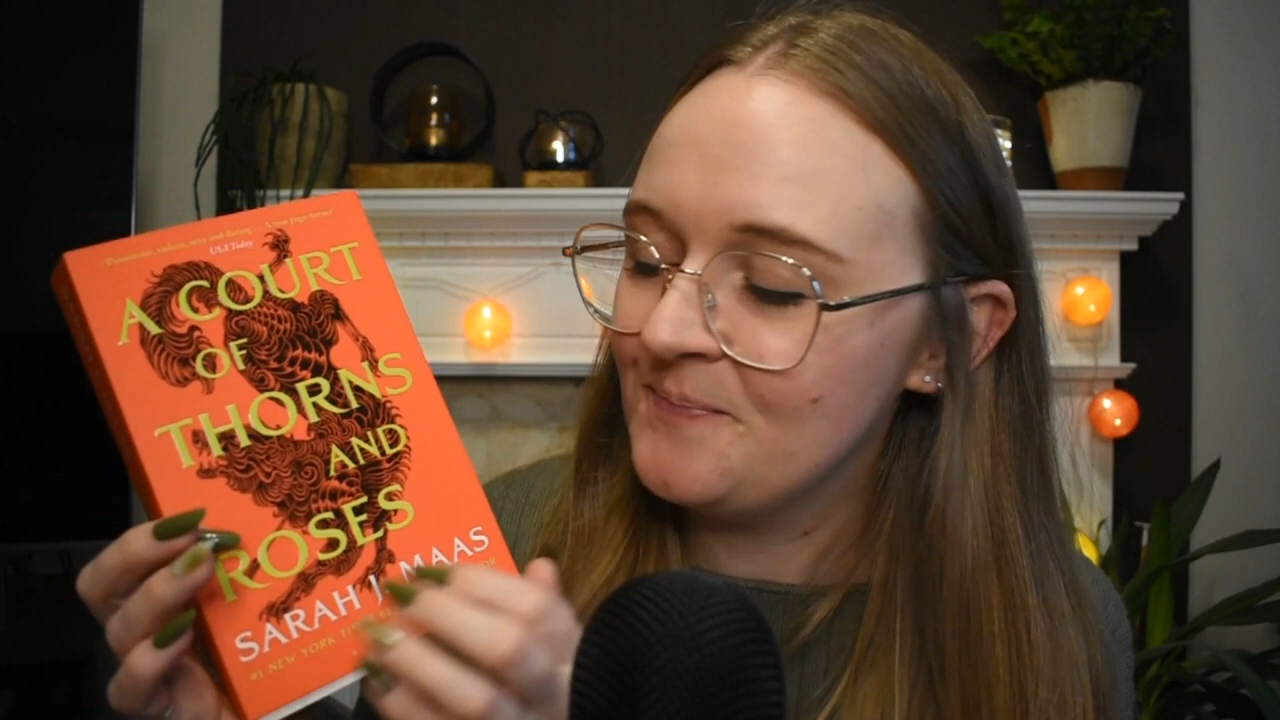 "Passionate, violent, sexy and daring... A true page-turner"
USA Today
A COURT
OF
THORNS
AND
ROSES
SARAH J. MAAS
#1 NEW YORK